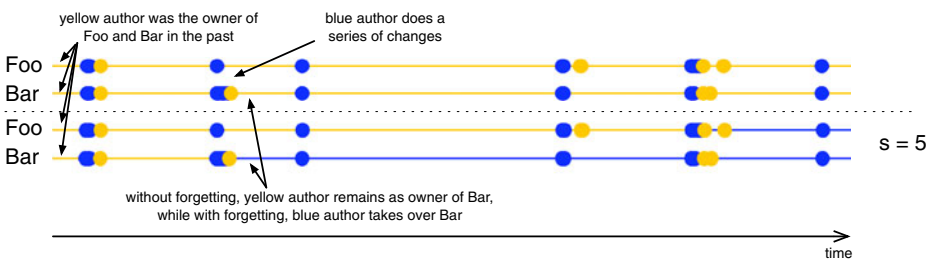 yellow author was the owner of
Foo and Bar in the past
blue author does a
series of changes
Foo
Bar
Foo
Bar
s = 5
without forgetting, yellow author remains as owner of Bar,
while with forgetting, blue author takes over Bar
time